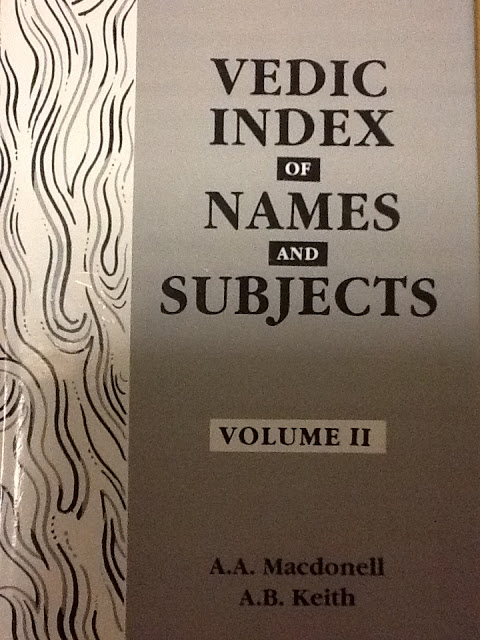 VEDIC
INDEX
OF
NAMES
AND
SUBJECTS
VOLUME II
A.A. Macdonell
A.B. Keith